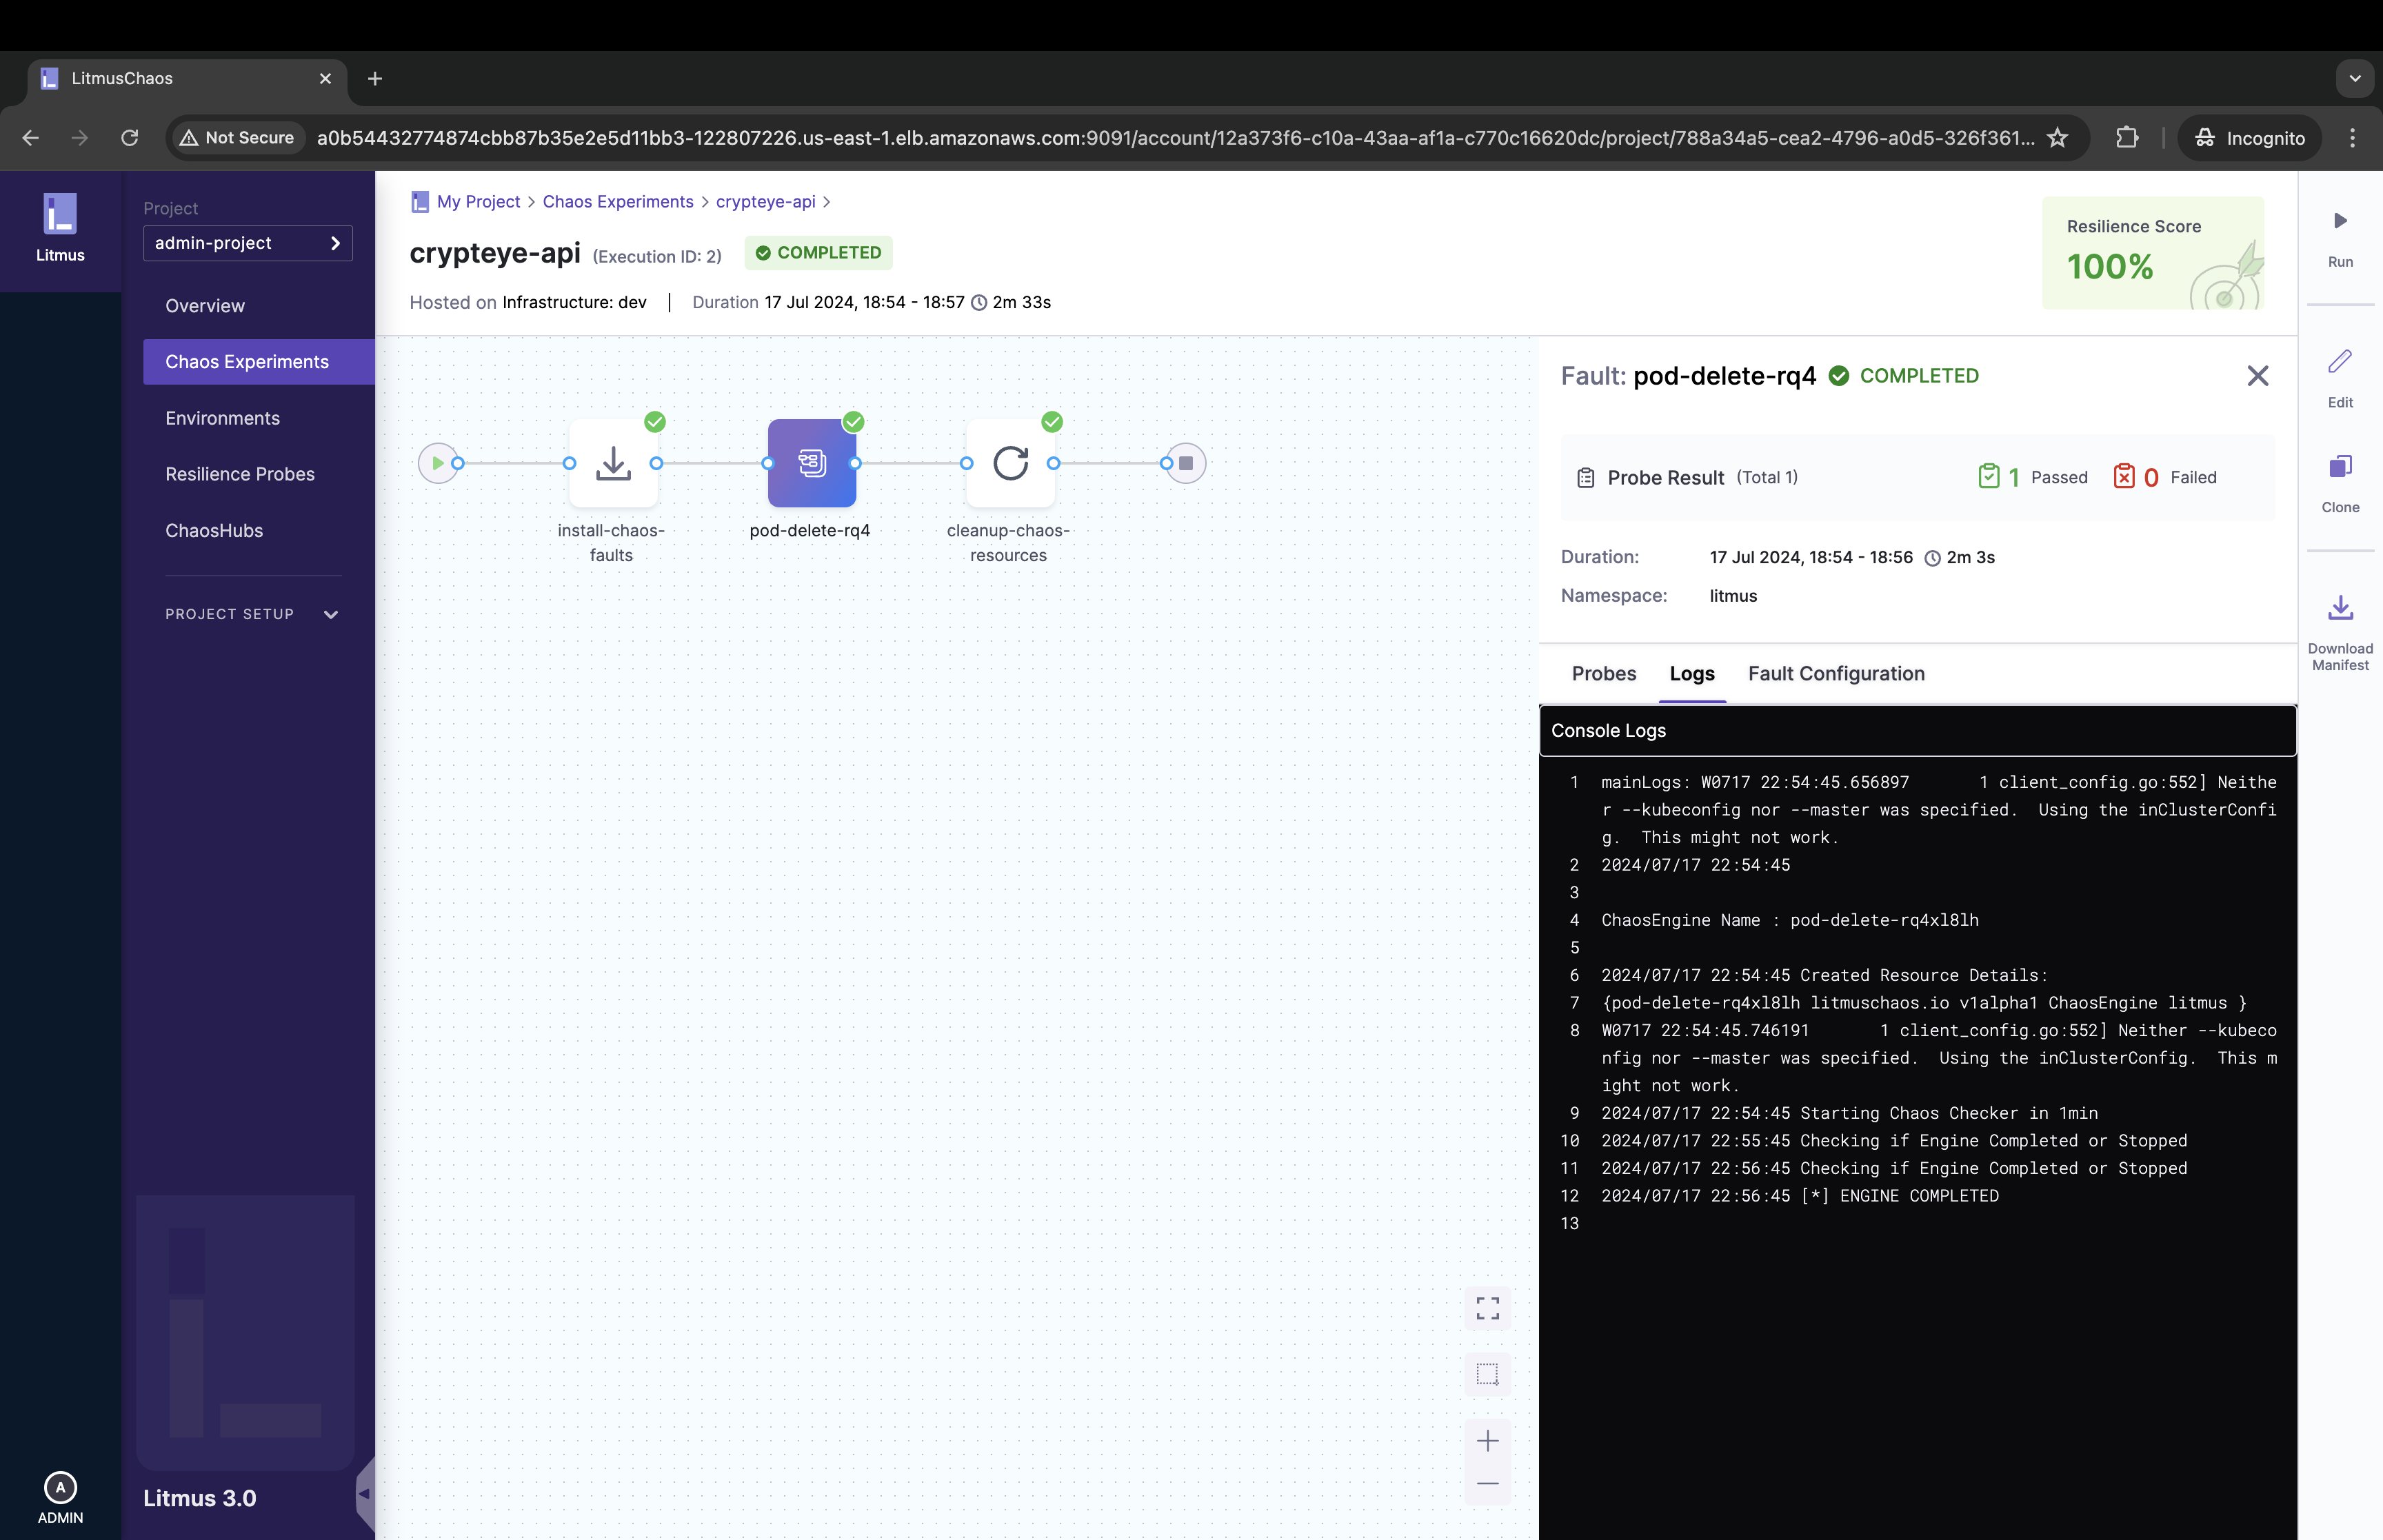 LitmusChaos
Not Secure
a0b54432774874cbb87b35e2e5d11bb3-122807226.us-east-1.elb.amazonaws.com:9091/account/12a373f6-c10a-43aa-af1a-c770c16620dc/project/788a34a5-cea2-4796-a0d5-326f361...
Incognito
Litmus
Project
admin-project
Overview
Chaos Experiments
Environments
Resilience Probes
ChaosHubs
PROJECT SETUP
Litmus 3.0
A
ADMIN
My Project > Chaos Experiments > crypteye-api >
crypteye-api (Execution ID: 2) COMPLETED
Hosted on Infrastructure: dev | Duration 17 Jul 2024, 18:54 - 18:57 2m 33s
Resilience Score
100%
install-chaos-
faults
pod-delete-rq4
cleanup-chaos-
resources
Fault: pod-delete-rq4 COMPLETED
Probe Result (Total 1) 1 Passed 0 Failed
Duration: 17 Jul 2024, 18:54 - 18:56 2m 3s
Namespace: litmus
Probes Logs Fault Configuration
Console Logs
1 mainLogs: W0717 22:54:45.656897       1 client_config.go:552] Neithe
r --kubeconfig nor --master was specified.  Using the inClusterConfi
g.  This might not work.
2 2024/07/17 22:54:45
3
4 ChaosEngine Name : pod-delete-rq4xl8lh
5
6 2024/07/17 22:54:45 Created Resource Details:
7 {pod-delete-rq4xl8lh litmuschaos.io v1alpha1 ChaosEngine litmus }
8 W0717 22:54:45.746191       1 client_config.go:552] Neither --kubeco
nfig nor --master was specified.  Using the inClusterConfig.  This m
ight not work.
9 2024/07/17 22:54:45 Starting Chaos Checker in 1min
10 2024/07/17 22:55:45 Checking if Engine Completed or Stopped
11 2024/07/17 22:56:45 Checking if Engine Completed or Stopped
12 2024/07/17 22:56:45 [*] ENGINE COMPLETED
13
Run
Edit
Clone
Download
Manifest